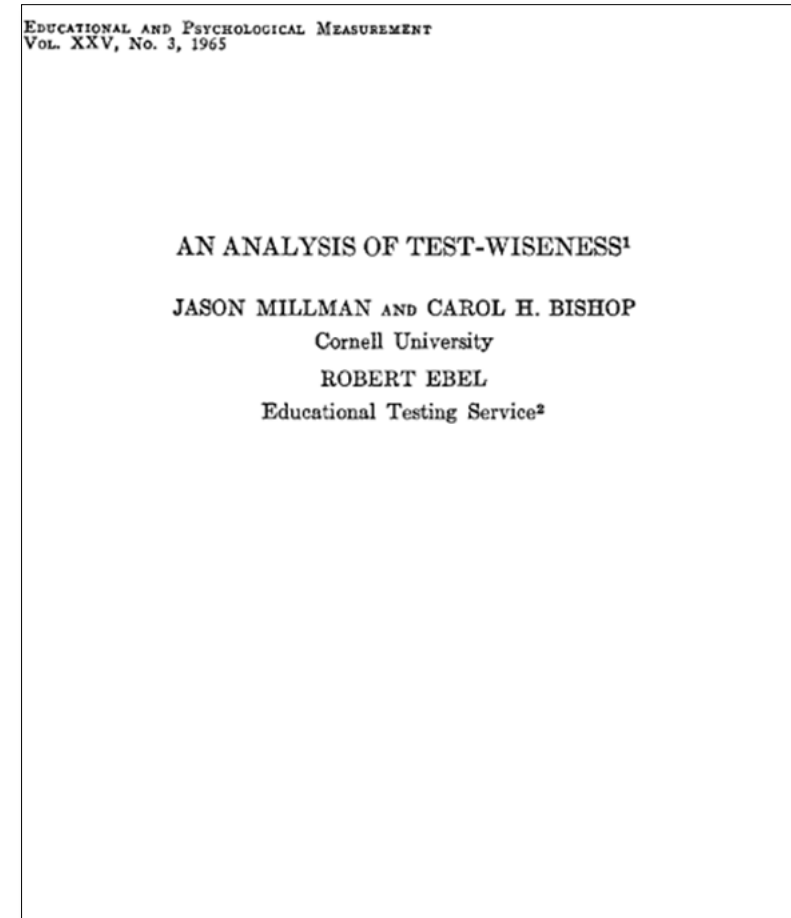 EDUCATIONAL AND PSYCHOLOGICAL MEASUREMENT
VOL. XXV, No. 3, 1965
AN ANALYSIS OF TEST-WISENESS¹
JASON MILLMAN AND CAROL H. BISHOP
Cornell University
ROBERT EBEL
Educational Testing Service²